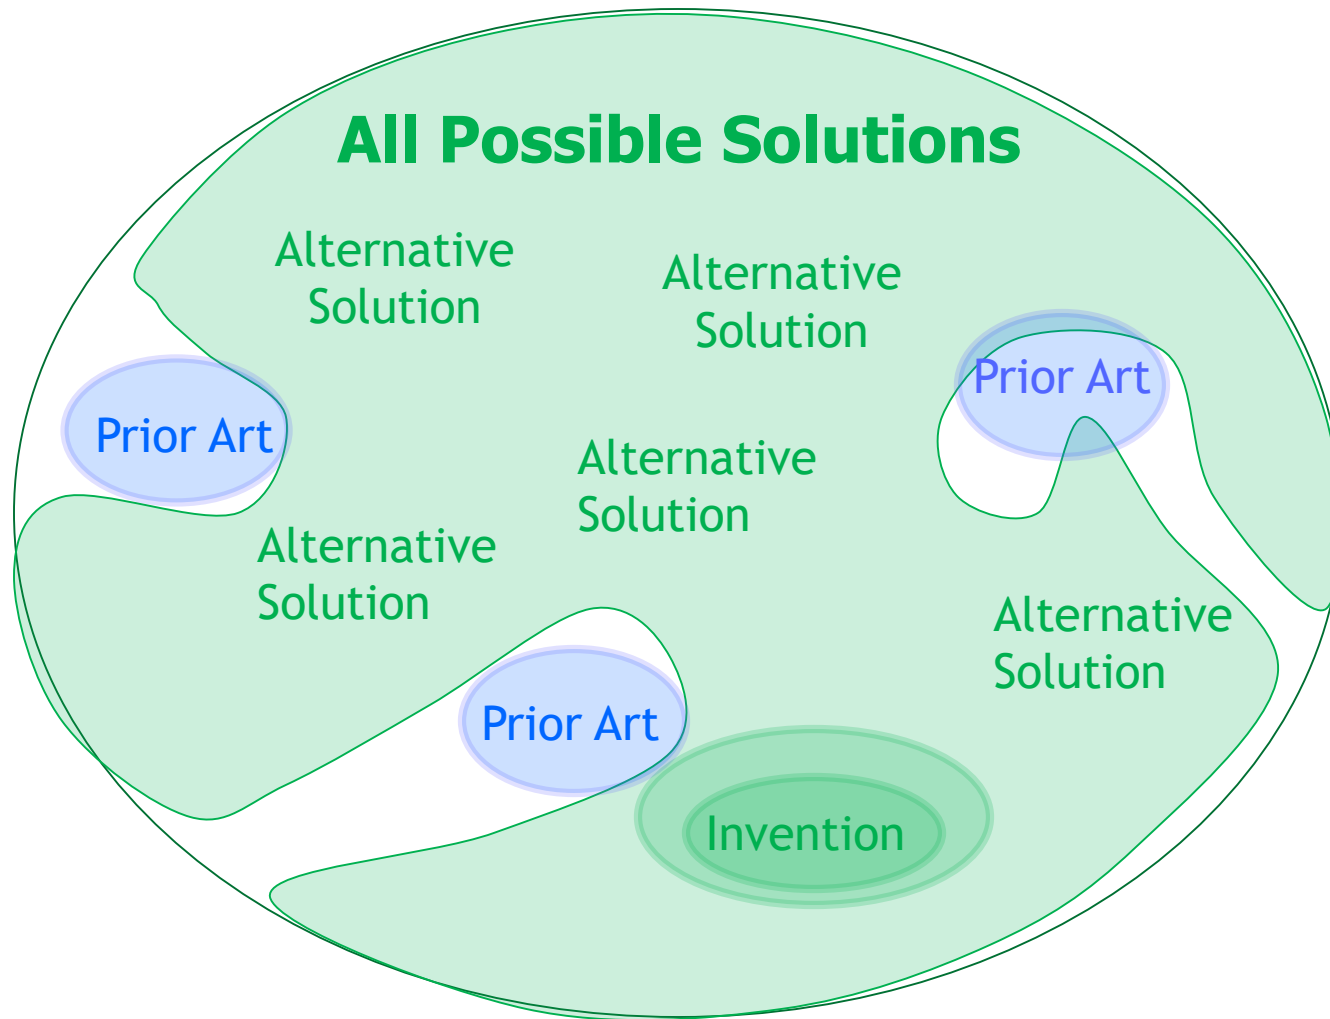 All Possible Solutions
Alternative
Solution
Alternative
Solution
Prior Art
Prior Art
Alternative
Solution
Alternative
Solution
Alternative
Solution
Prior Art
Invention